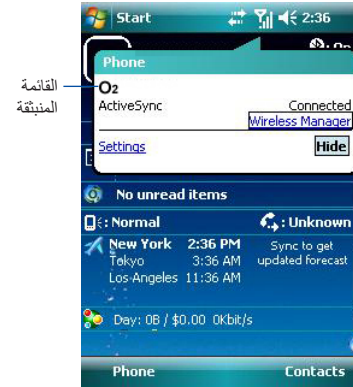 Start 2:36
: On
Phone
القائمة
المنبثقة
O2
ActiveSync Connected
Wireless Manager
Settings Hide
No unread items
: Normal : Unknown
New York 2:36 PM
Tokyo 3:36 AM
Los-Angeles 11:36 AM
Sync to get
updated forecast
Day: 0B / $0.00 0Kbit/s
Phone Contacts